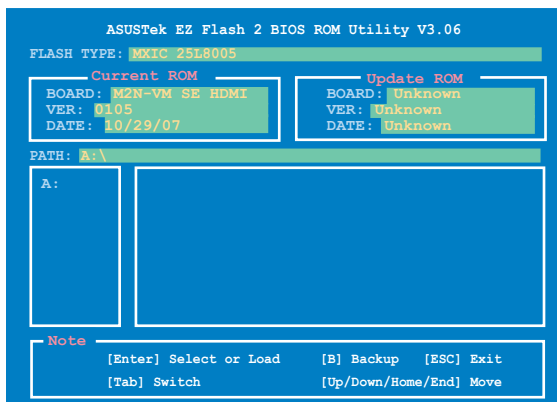 ASUSTek EZ Flash 2 BIOS ROM Utility V3.06
FLASH TYPE: MXIC 25L8005
Current ROM
BOARD: M2N-VM SE HDMI
VER: 0105
DATE: 10/29/07
Update ROM
BOARD: Unknown
VER: Unknown
DATE: Unknown
PATH: A:\
A:
Note
[Enter] Select or Load [B] Backup [ESC] Exit
[Tab] Switch [Up/Down/Home/End] Move